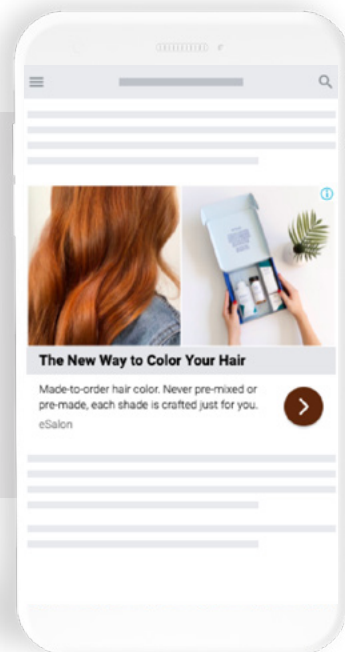 The New Way to Color Your Hair
Made-to-order hair color. Never pre-mixed or
pre-made, each shade is crafted just for you.
eSalon